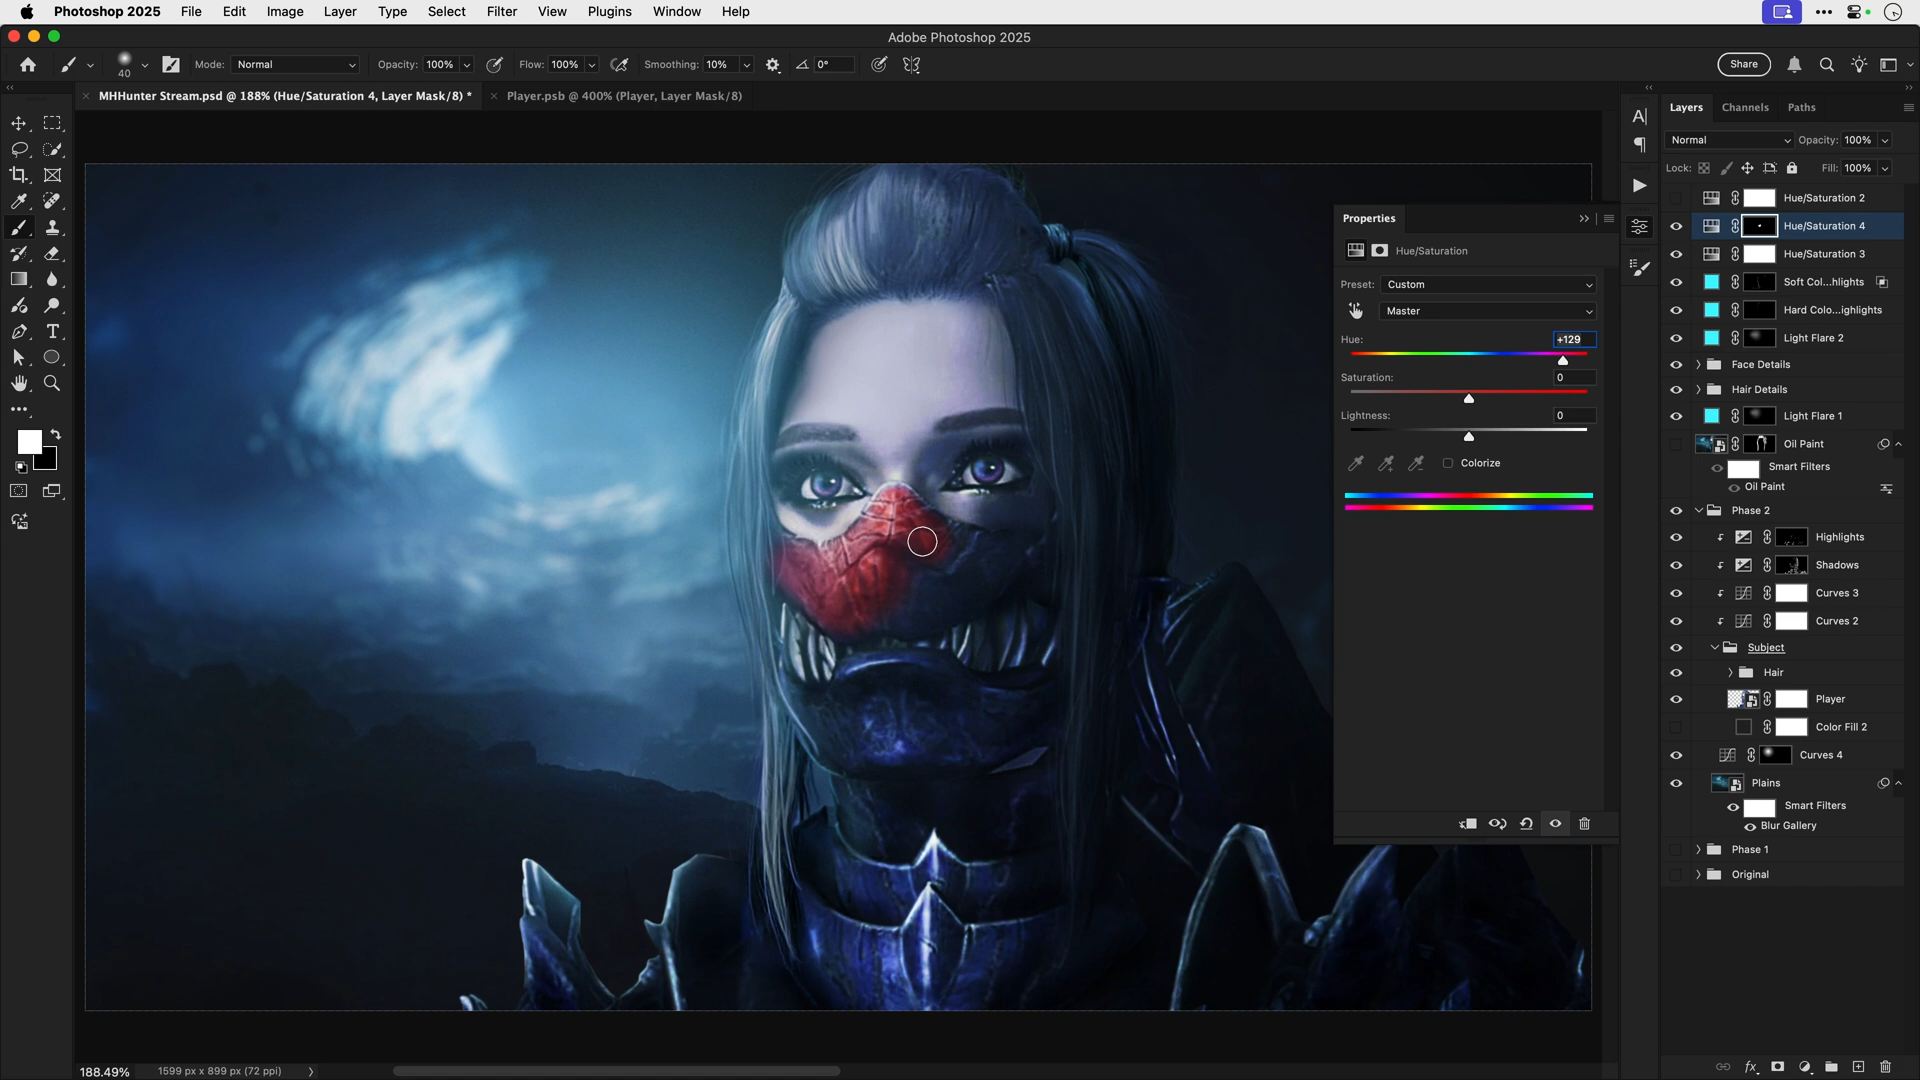 Photoshop 2025 File Edit Image Layer Type Select Filter View Plugins Window Help
Adobe Photoshop 2025
40 Mode: Normal Opacity: 100% Flow: 100% Smoothing: 10% 0° Share
MHHunter Stream.psd @ 188% (Hue/Saturation 4, Layer Mask/8) * Player.psb @ 400% (Player, Layer Mask/8)
Layers Channels Paths
Normal Opacity: 100%
Lock: Fill: 100%
Hue/Saturation 2
Hue/Saturation 4
Hue/Saturation 3
Soft Col...hlights
Hard Colo...ighlights
Light Flare 2
Face Details
Hair Details
Light Flare 1
Oil Paint
Smart Filters
Oil Paint
Phase 2
Highlights
Shadows
Curves 3
Curves 2
Subject
Hair
Player
Color Fill 2
Curves 4
Plains
Smart Filters
Blur Gallery
Phase 1
Original
Properties
Hue/Saturation
Preset: Custom
Master
Hue: +129
Saturation: 0
Lightness: 0
Colorize
188.49% 1599 px x 899 px (72 ppi)